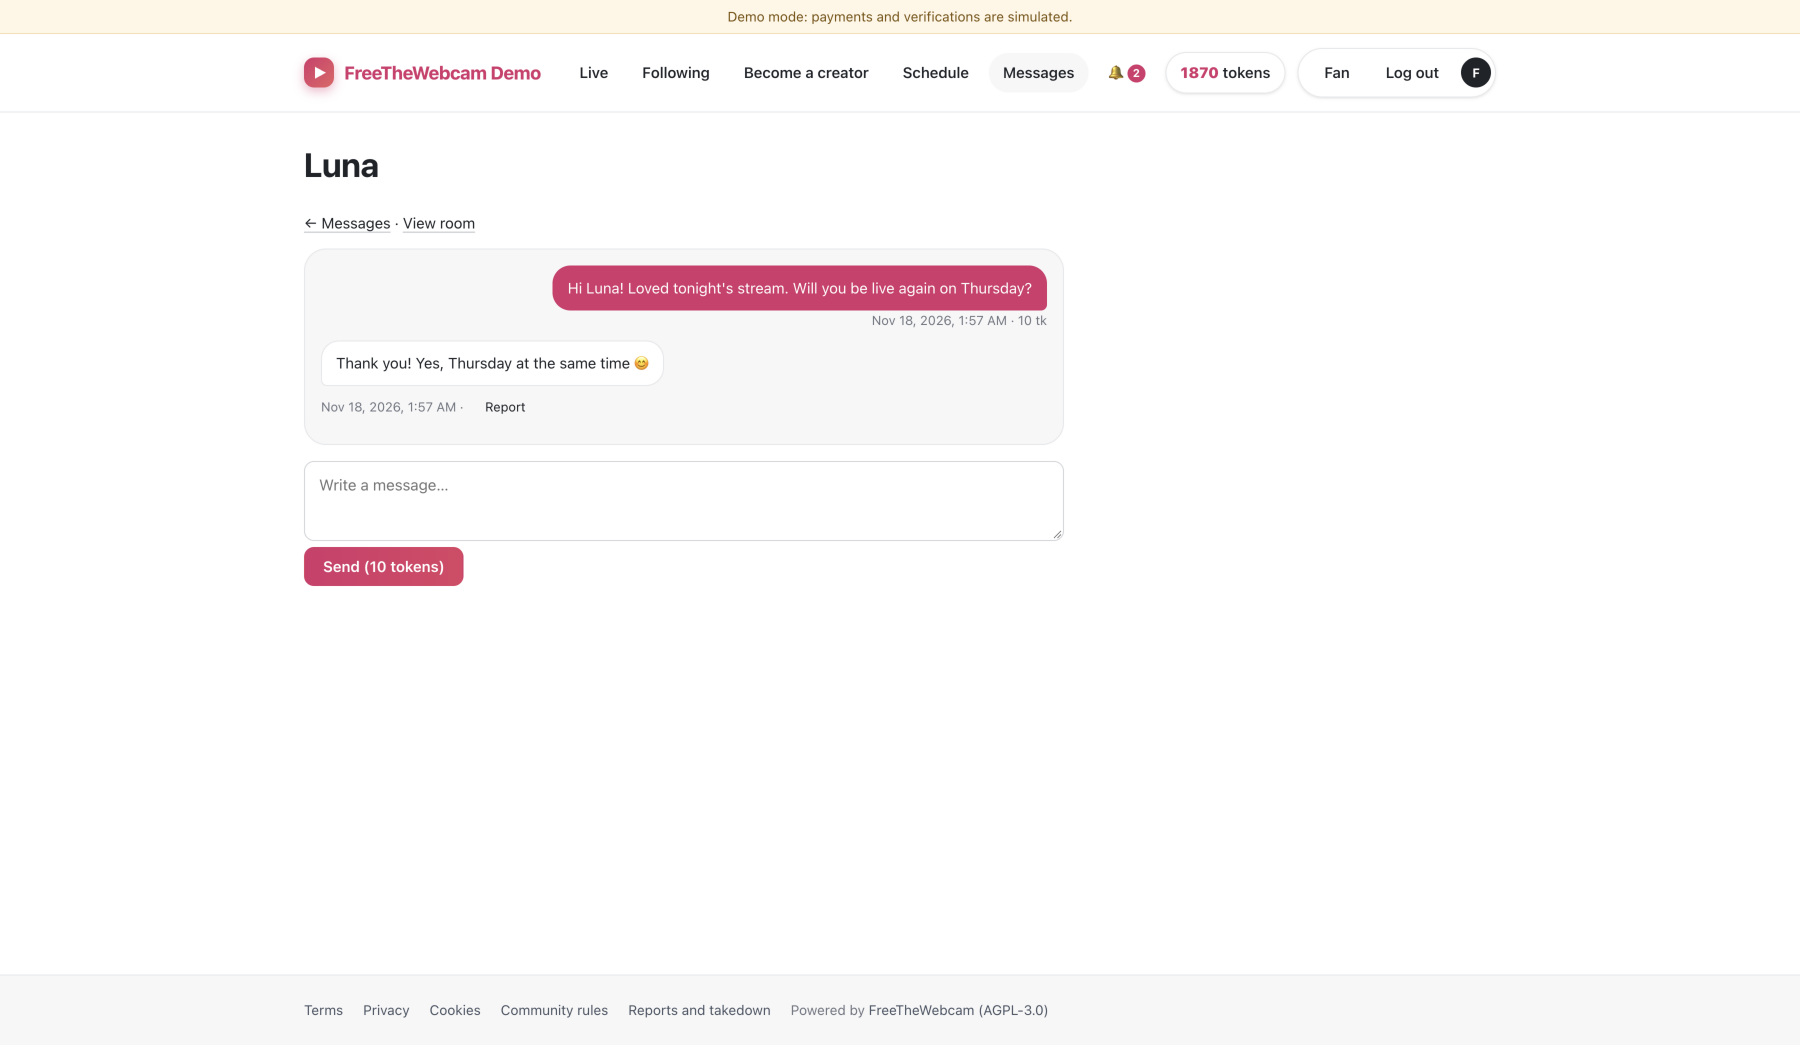 Demo mode: payments and verifications are simulated.
FreeTheWebcam Demo
Live
Following
Become a creator
Schedule
Messages
2
1870 tokens
Fan
Log out
F
Luna
← Messages · View room
Hi Luna! Loved tonight's stream. Will you be live again on Thursday?
Nov 18, 2026, 1:57 AM · 10 tk
Thank you! Yes, Thursday at the same time 😊
Nov 18, 2026, 1:57 AM · Report
Write a message...
Send (10 tokens)
Terms
Privacy
Cookies
Community rules
Reports and takedown
Powered by FreeTheWebcam (AGPL-3.0)